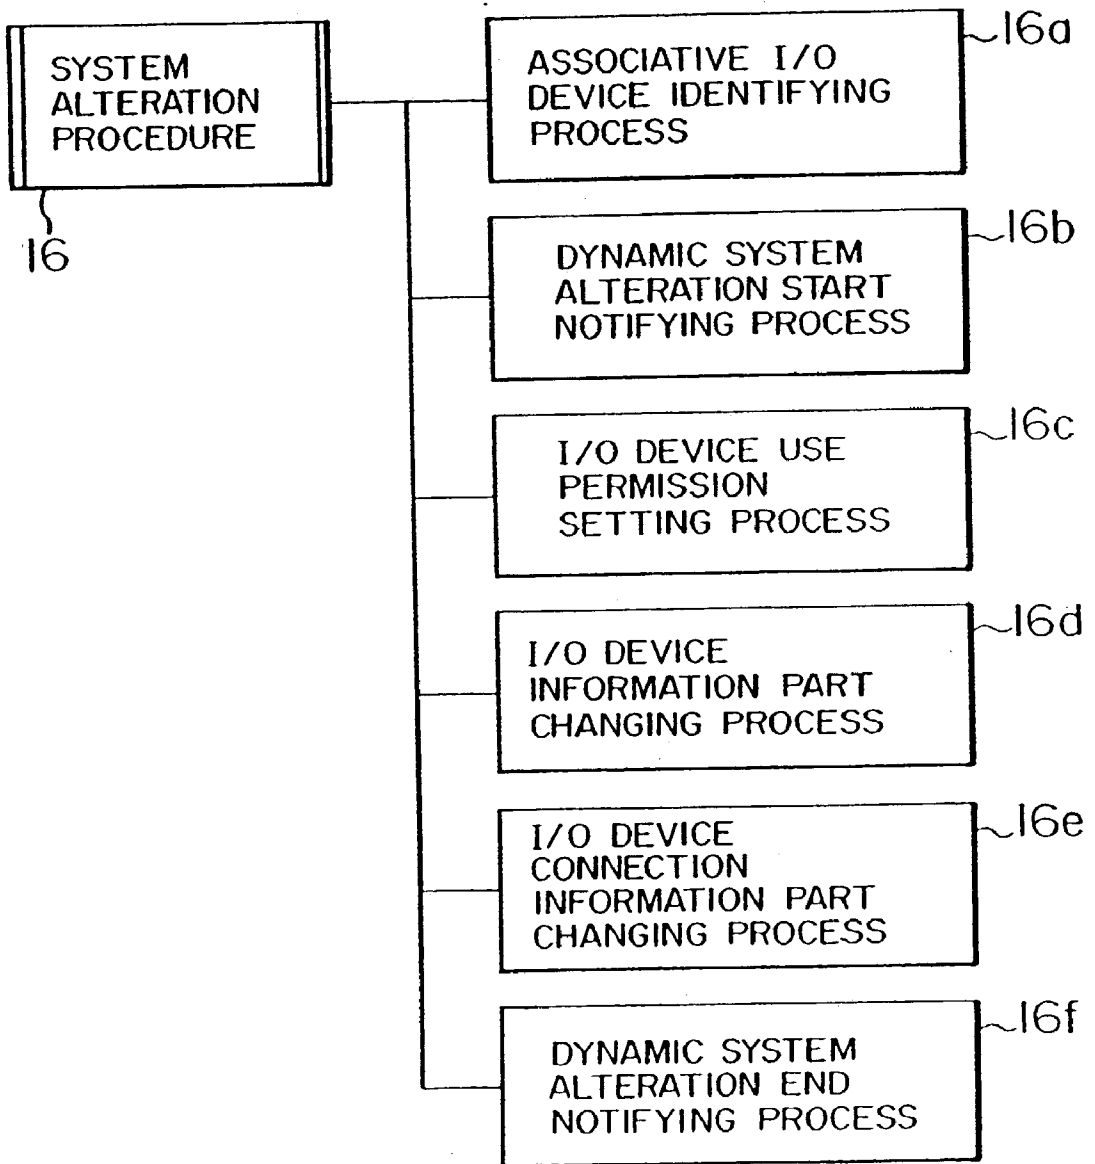 SYSTEM
ALTERATION
PROCEDURE
16
ASSOCIATIVE I/O
DEVICE IDENTIFYING
PROCESS
16a
DYNAMIC SYSTEM
ALTERATION START
NOTIFYING PROCESS
16b
I/O DEVICE USE
PERMISSION
SETTING PROCESS
16c
I/O DEVICE
INFORMATION PART
CHANGING PROCESS
16d
I/O DEVICE
CONNECTION
INFORMATION PART
CHANGING PROCESS
16e
DYNAMIC SYSTEM
ALTERATION END
NOTIFYING PROCESS
16f